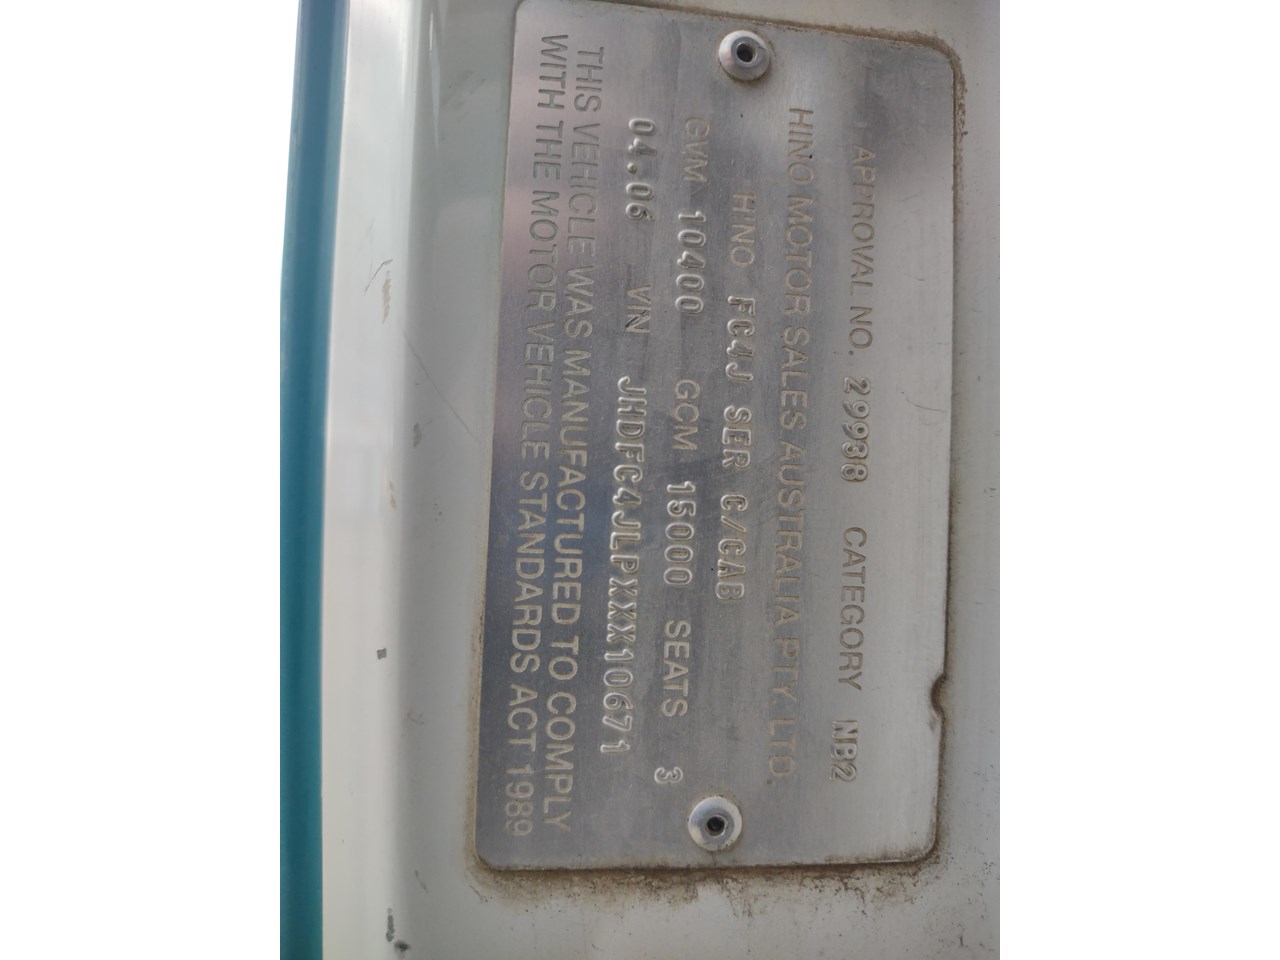 APPROVAL NO. 29938 CATEGORY NB2
HINO MOTOR SALES AUSTRALIA PTY. LTD.
HINO FC4J SER C/CAB
GVM 10400 GCM 15000 SEATS 3
04.06 VIN JHDFC4JLPXXX10671
THIS VEHICLE WAS MANUFACTURED TO COMPLY
WITH THE MOTOR VEHICLE STANDARDS ACT 1989